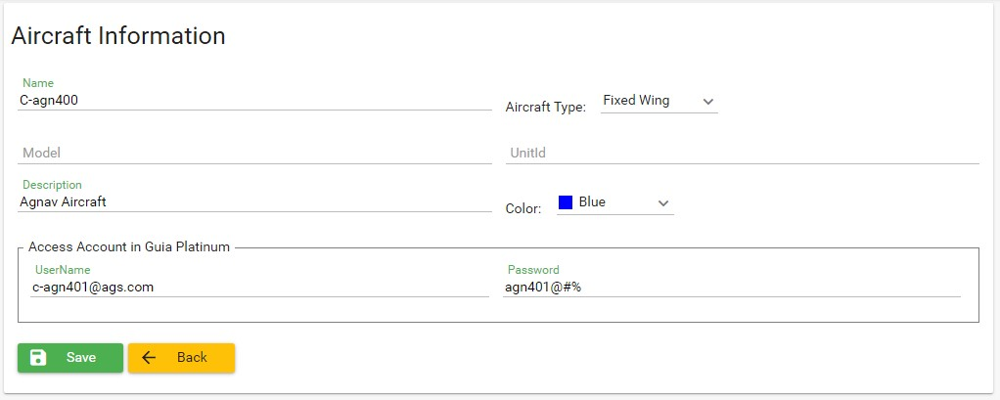 Aircraft Information
Name
C-agn400
Aircraft Type: Fixed Wing
Model
UnitId
Description
Agnav Aircraft
Color: Blue
Access Account in Guia Platinum
UserName
c-agn401@ags.com
Password
agn401@#%
Save
Back